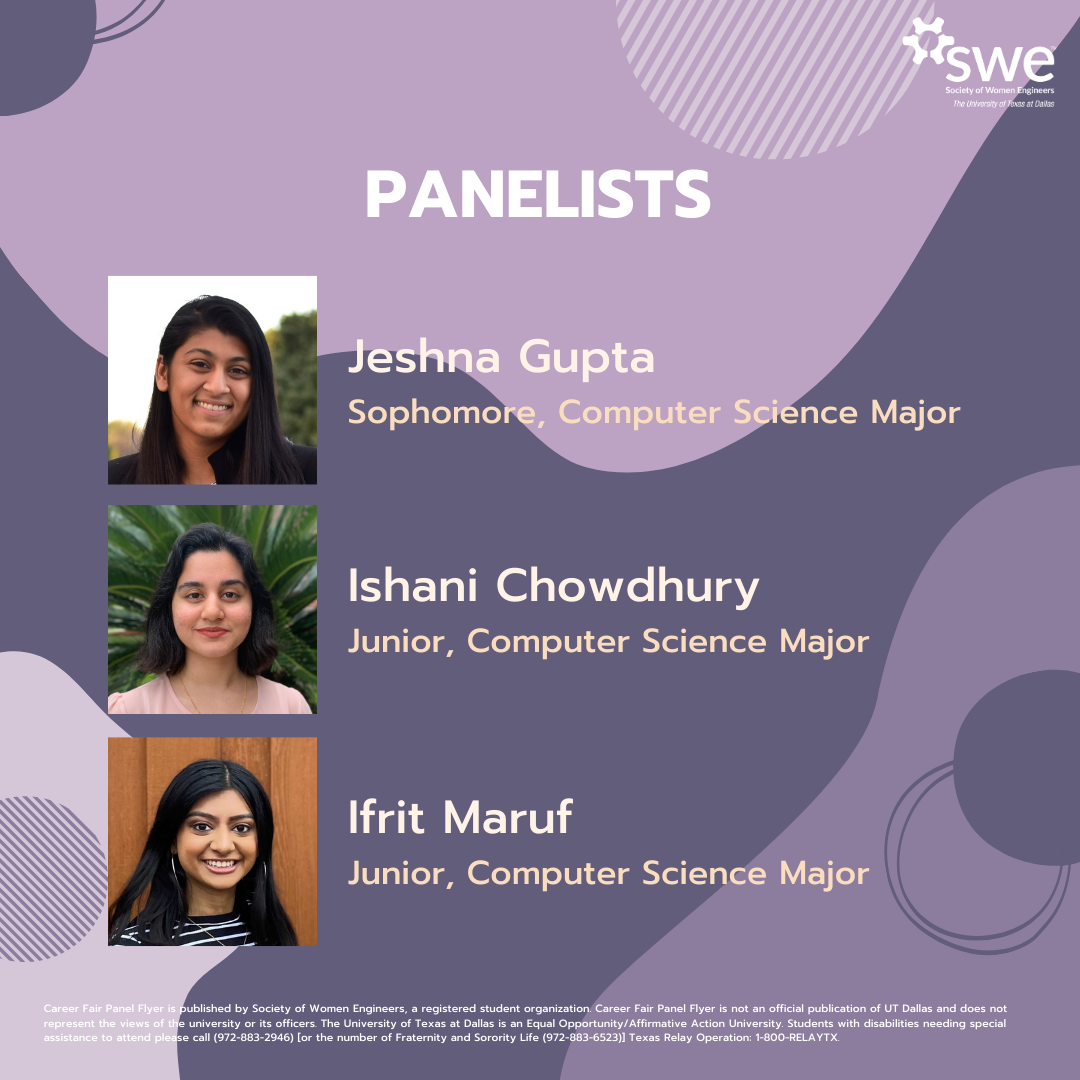 swe
Society of Women Engineers
The University of Texas at Dallas
PANELISTS
Jeshna Gupta
Sophomore, Computer Science Major
Ishani Chowdhury
Junior, Computer Science Major
Ifrit Maruf
Junior, Computer Science Major
Career Fair Panel Flyer is published by Society of Women Engineers, a registered student organization. Career Fair Panel Flyer is not an official publication of UT Dallas and does not
represent the views of the university or its officers. The University of Texas at Dallas is an Equal Opportunity/Affirmative Action University. Students with disabilities needing special
assistance to attend please call (972-883-2946) [or the number of Fraternity and Sorority Life (972-883-6523)] Texas Relay Operation: 1-800-RELAYTX.